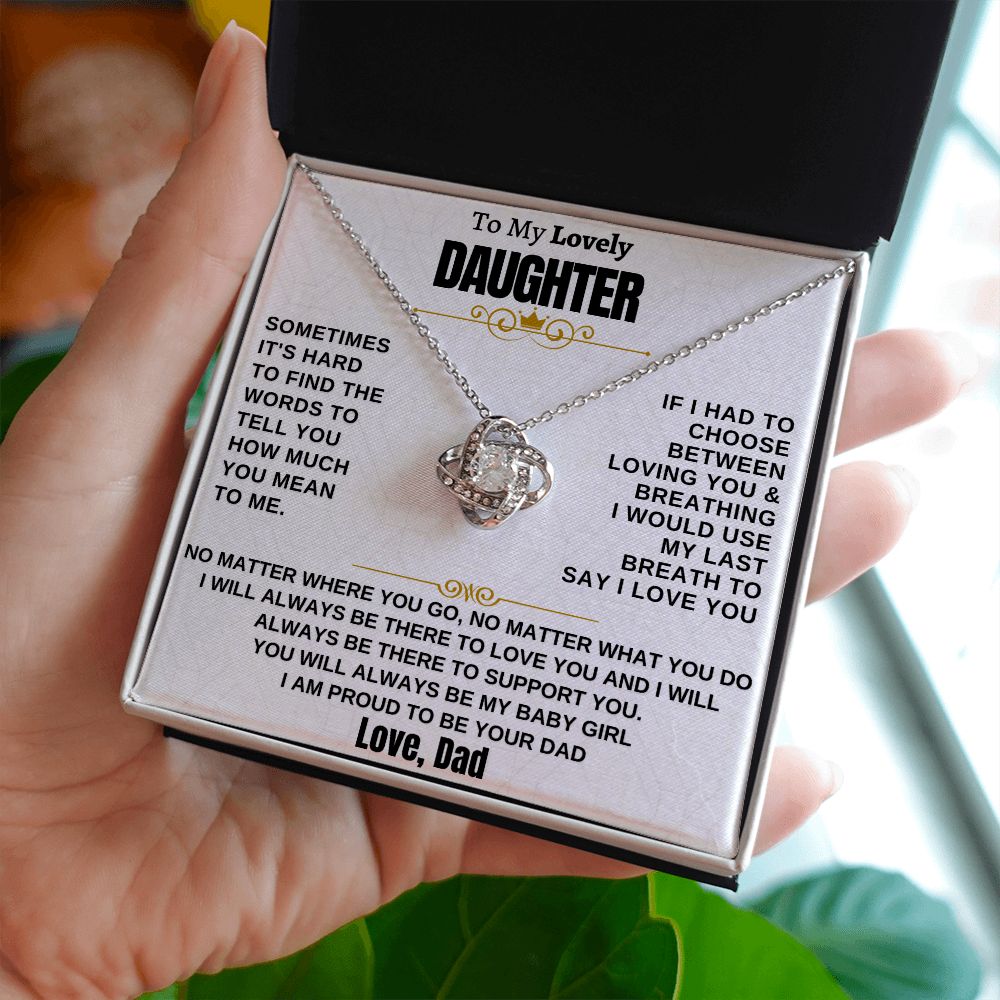 To My Lovely
DAUGHTER
SOMETIMES
IT'S HARD
TO FIND THE
WORDS TO
TELL YOU
HOW MUCH
YOU MEAN
TO ME.
IF I HAD TO
CHOOSE
BETWEEN
LOVING YOU &
BREATHING
I WOULD USE
MY LAST
BREATH TO
SAY I LOVE YOU
NO MATTER WHERE YOU GO, NO MATTER WHAT YOU DO
I WILL ALWAYS BE THERE TO LOVE YOU AND I WILL
ALWAYS BE THERE TO SUPPORT YOU.
YOU WILL ALWAYS BE MY BABY GIRL
I AM PROUD TO BE YOUR DAD
Love, Dad